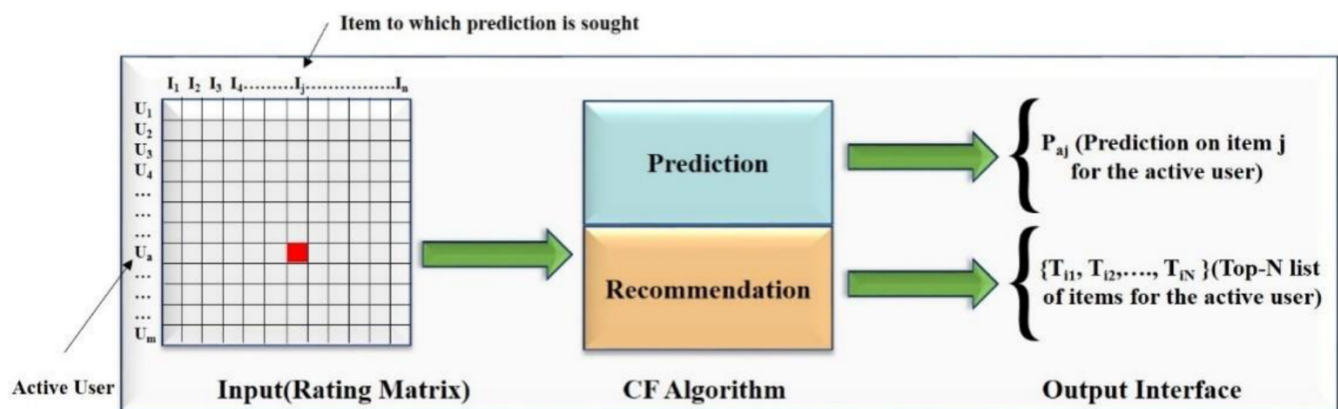 Item to which prediction is sought
I₁ I₂ I₃ I₄.........Iⱼ................Iₙ
U₁
U₂
U₃
U₄
...
...
...
Uₐ
...
...
...
Uₘ
Active User
Input(Rating Matrix)
Prediction
Recommendation
CF Algorithm
Pₐⱼ (Prediction on item j
for the active user)
{Tᵢ₁, Tᵢ₂,...., TᵢN }(Top-N list
of items for the active user)
Output Interface